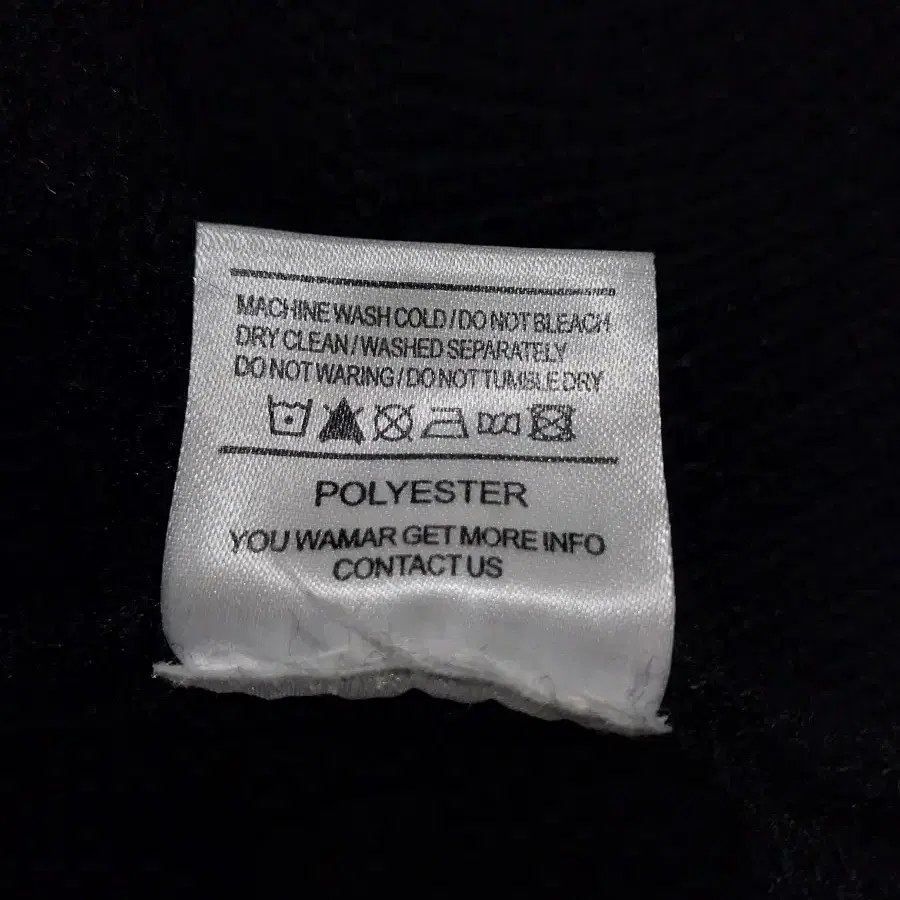 MACHINE WASH COLD/DO NOT BLEACH
DRY CLEAN/WASHED SEPARATELY
DO NOT WARING/DO NOT TUMBLE DRY
POLYESTER
YOU WAMAR GET MORE INFO
CONTACT US